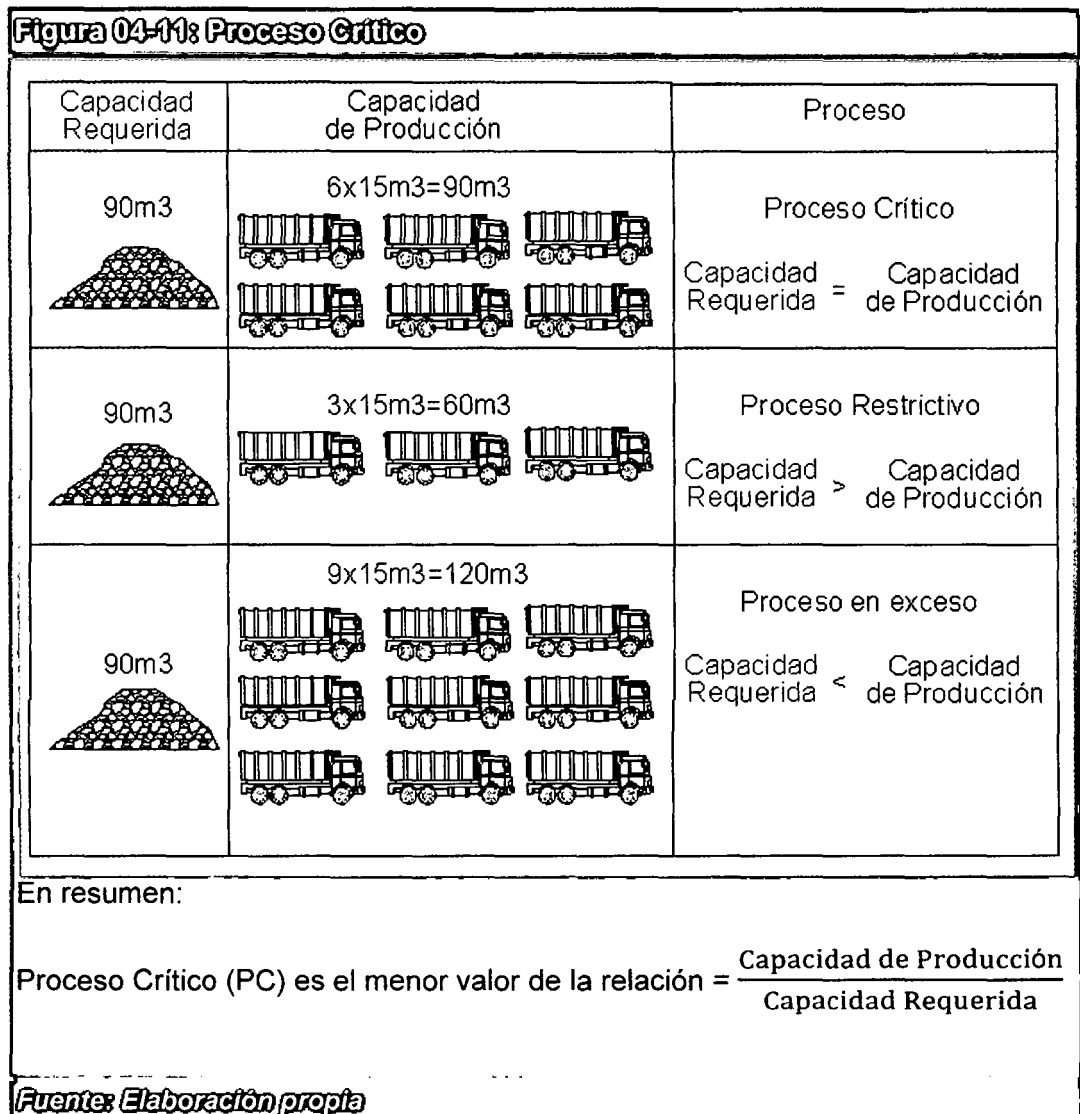 Figura 04-11: Proceso Crítico
Capacidad
Requerida
Capacidad
de Producción
Proceso
90m3
6x15m3=90m3
Proceso Crítico
Capacidad
Requerida
=
Capacidad
de Producción
90m3
3x15m3=60m3
Proceso Restrictivo
Capacidad
Requerida
>
Capacidad
de Producción
90m3
9x15m3=120m3
Proceso en exceso
Capacidad
Requerida
<
Capacidad
de Producción
En resumen:
Proceso Crítico (PC) es el menor valor de la relación =
Capacidad de Producción
Capacidad Requerida
Fuente: Elaboración propia